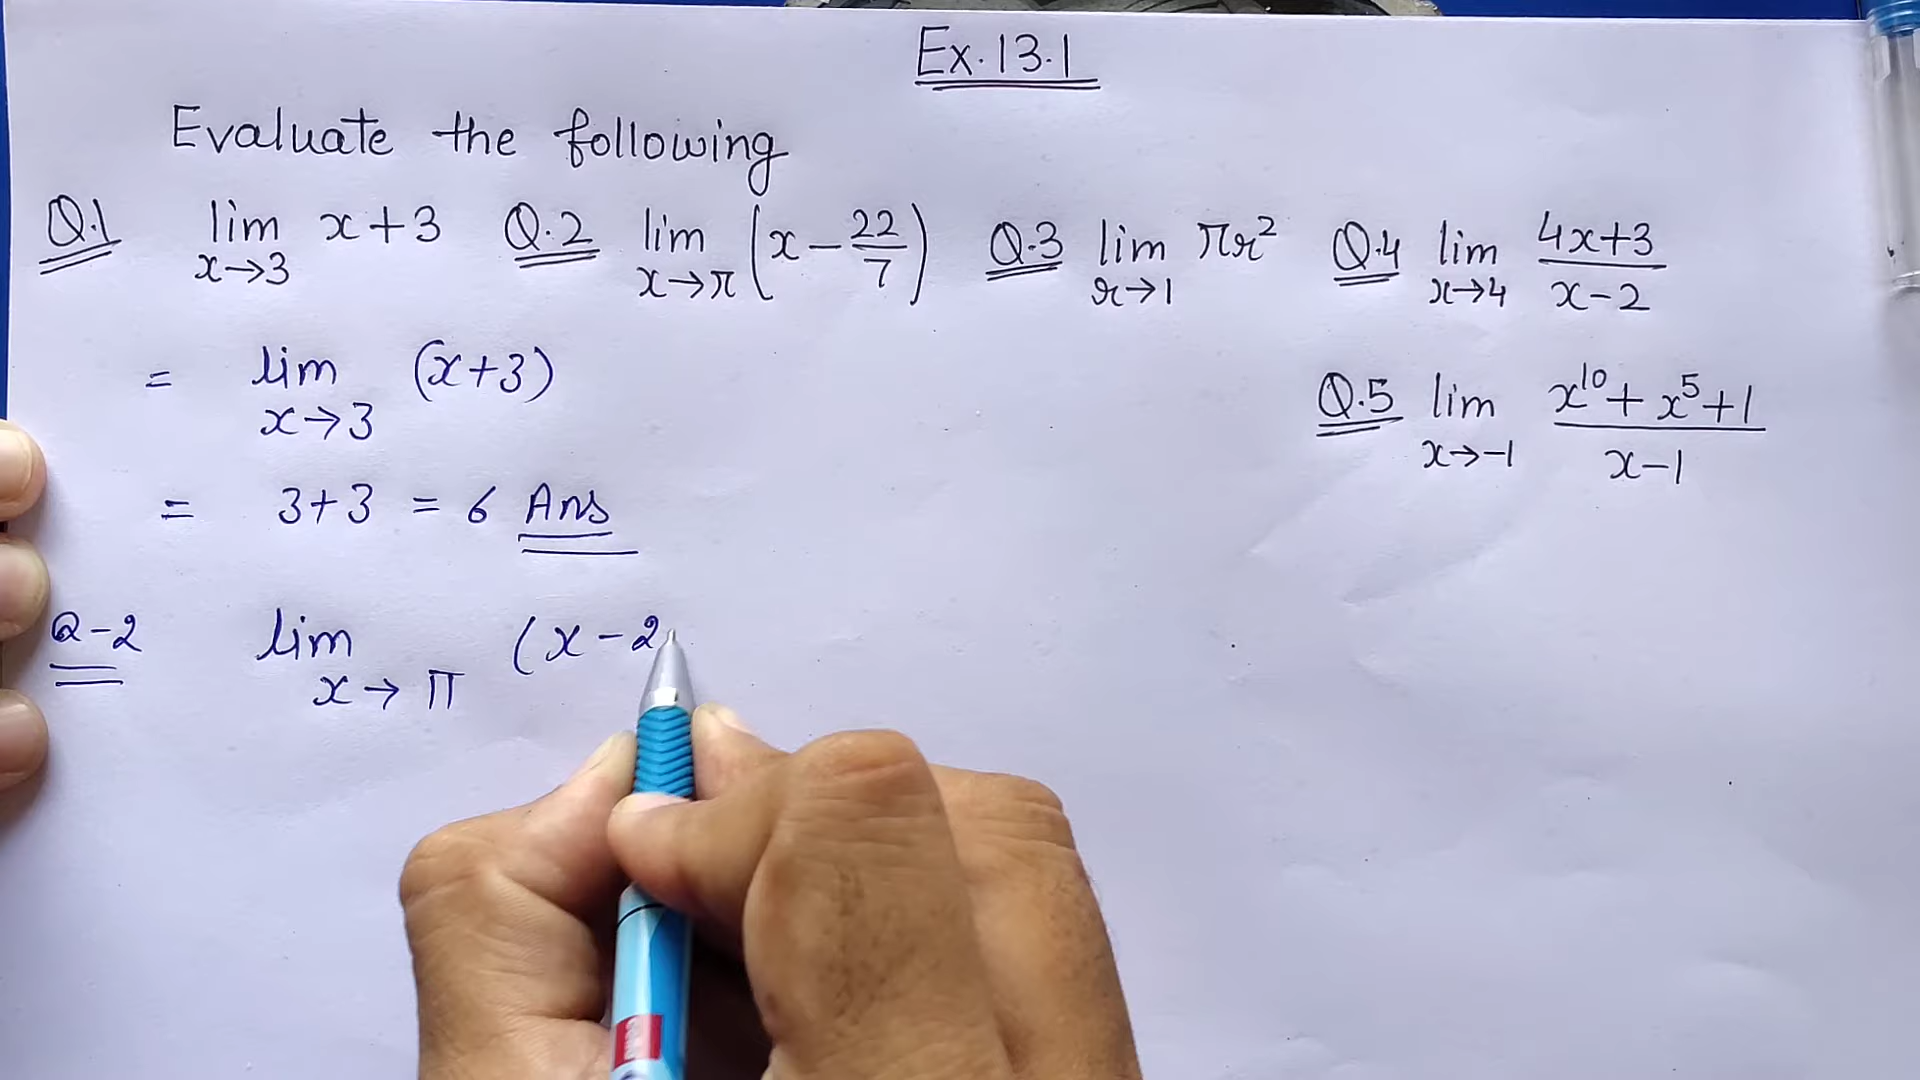 Ex. 13.1
Evaluate the following
Q.1 lim x→3 x+3 Q.2 lim x→π (x - 22/7) Q.3 lim r→1 πr² Q.4 lim x→4 4x+3/x-2
= lim x→3 (x+3)
Q.5 lim x→-1 x¹⁰+x⁵+1/x-1
= 3+3 = 6 Ans
Q-2 lim x→π (x-2